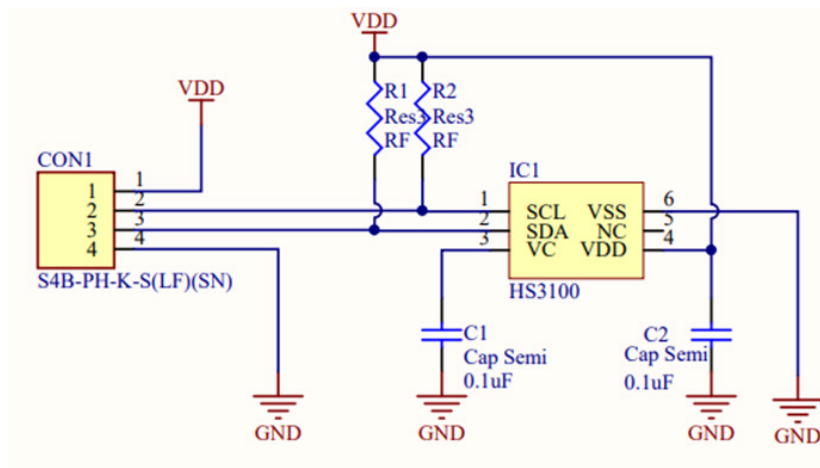 VDD
VDD
R1
Res3
RF
R2
Res3
RF
CON1
1
2
3
4
1
2
3
4
S4B-PH-K-S(LF)(SN)
IC1
1
2
3
SCL VSS
SDA NC
VC VDD
6
5
4
HS3100
C1
Cap Semi
0.1uF
C2
Cap Semi
0.1uF
GND
GND
GND
GND